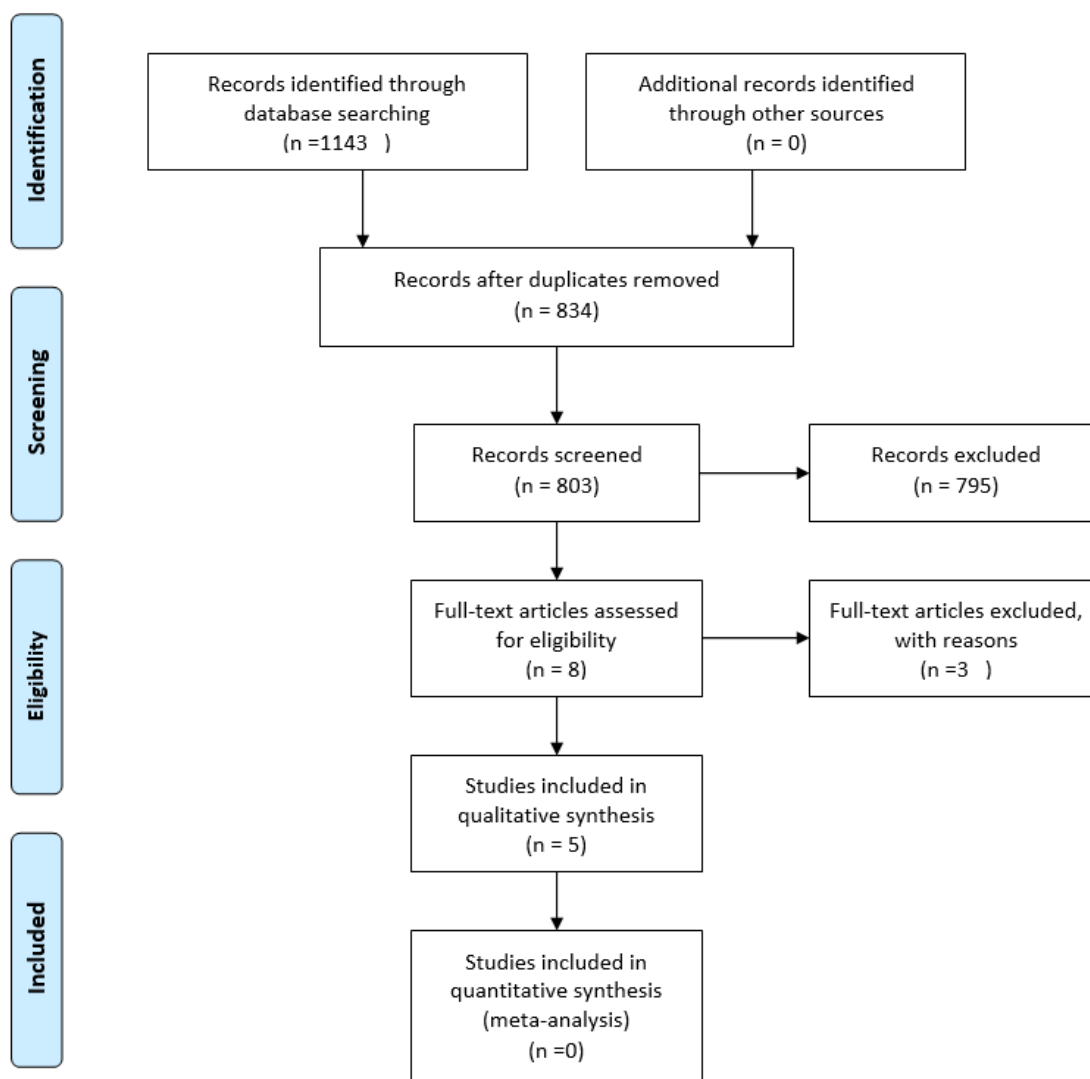 Identification
Records identified through
database searching
(n =1143   )
Additional records identified
through other sources
(n = 0)
Records after duplicates removed
(n = 834)
Screening
Records screened
(n = 803)
Records excluded
(n = 795)
Eligibility
Full-text articles assessed
for eligibility
(n = 8)
Full-text articles excluded,
with reasons
(n =3   )
Studies included in
qualitative synthesis
(n = 5)
Included
Studies included in
quantitative synthesis
(meta-analysis)
(n =0)